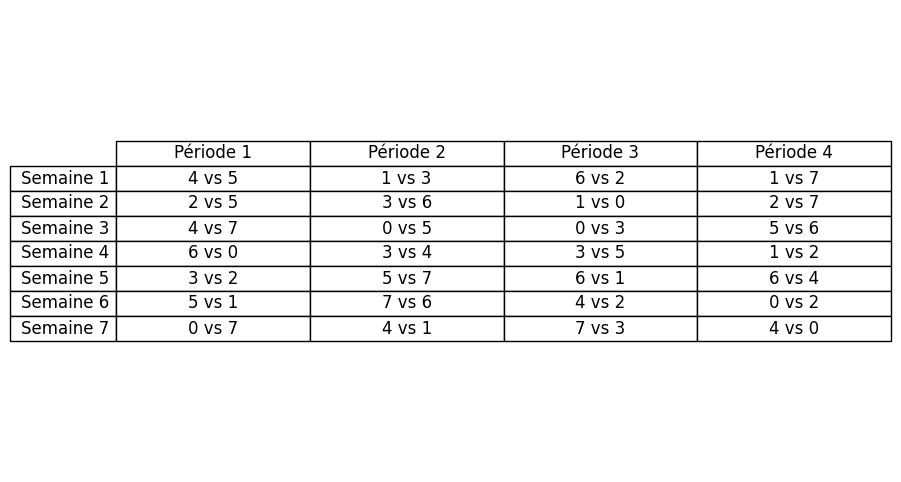 Période 1 Période 2 Période 3 Période 4
Semaine 1 4 vs 5 1 vs 3 6 vs 2 1 vs 7
Semaine 2 2 vs 5 3 vs 6 1 vs 0 2 vs 7
Semaine 3 4 vs 7 0 vs 5 0 vs 3 5 vs 6
Semaine 4 6 vs 0 3 vs 4 3 vs 5 1 vs 2
Semaine 5 3 vs 2 5 vs 7 6 vs 1 6 vs 4
Semaine 6 5 vs 1 7 vs 6 4 vs 2 0 vs 2
Semaine 7 0 vs 7 4 vs 1 7 vs 3 4 vs 0